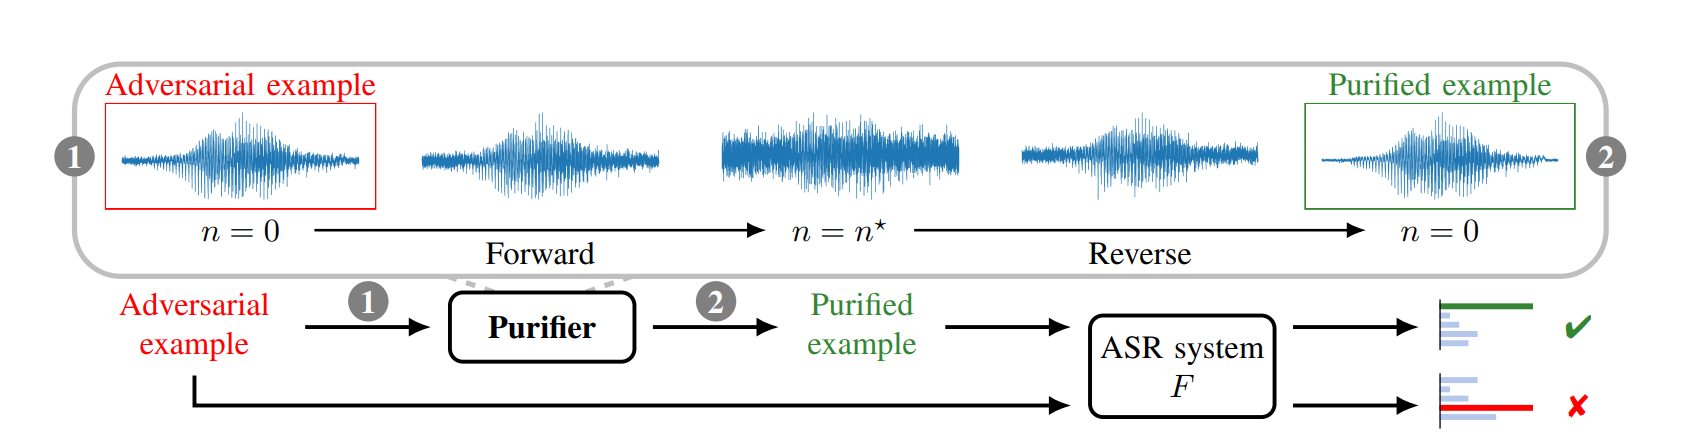 Adversarial example
Purified example
1
2
n = 0
n = n⋆
n = 0
Forward
Reverse
Adversarial
example
1
Purifier
2
Purified
example
ASR system
F
✔
✘